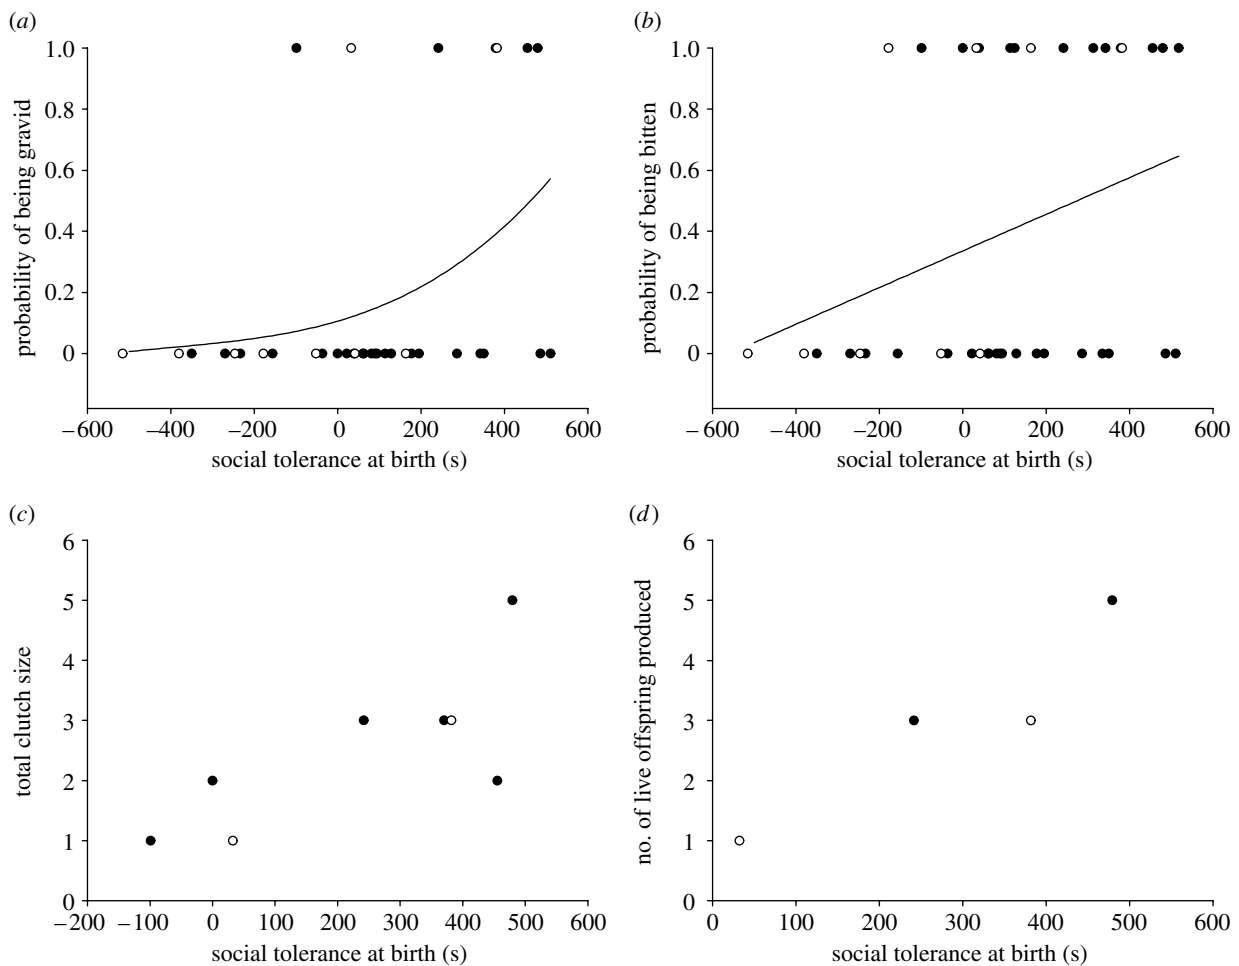 (a)
1.0
0.8
0.6
0.4
0.2
0
probability of being gravid
−600 −400 −200 0 200 400 600
social tolerance at birth (s)
(b)
1.0
0.8
0.6
0.4
0.2
0
probability of being bitten
−600 −400 −200 0 200 400 600
social tolerance at birth (s)
(c)
6
5
4
3
2
1
0
total clutch size
−200 −100 0 100 200 300 400 500 600
social tolerance at birth (s)
(d)
6
5
4
3
2
1
0
no. of live offspring produced
0 100 200 300 400 500 600
social tolerance at birth (s)